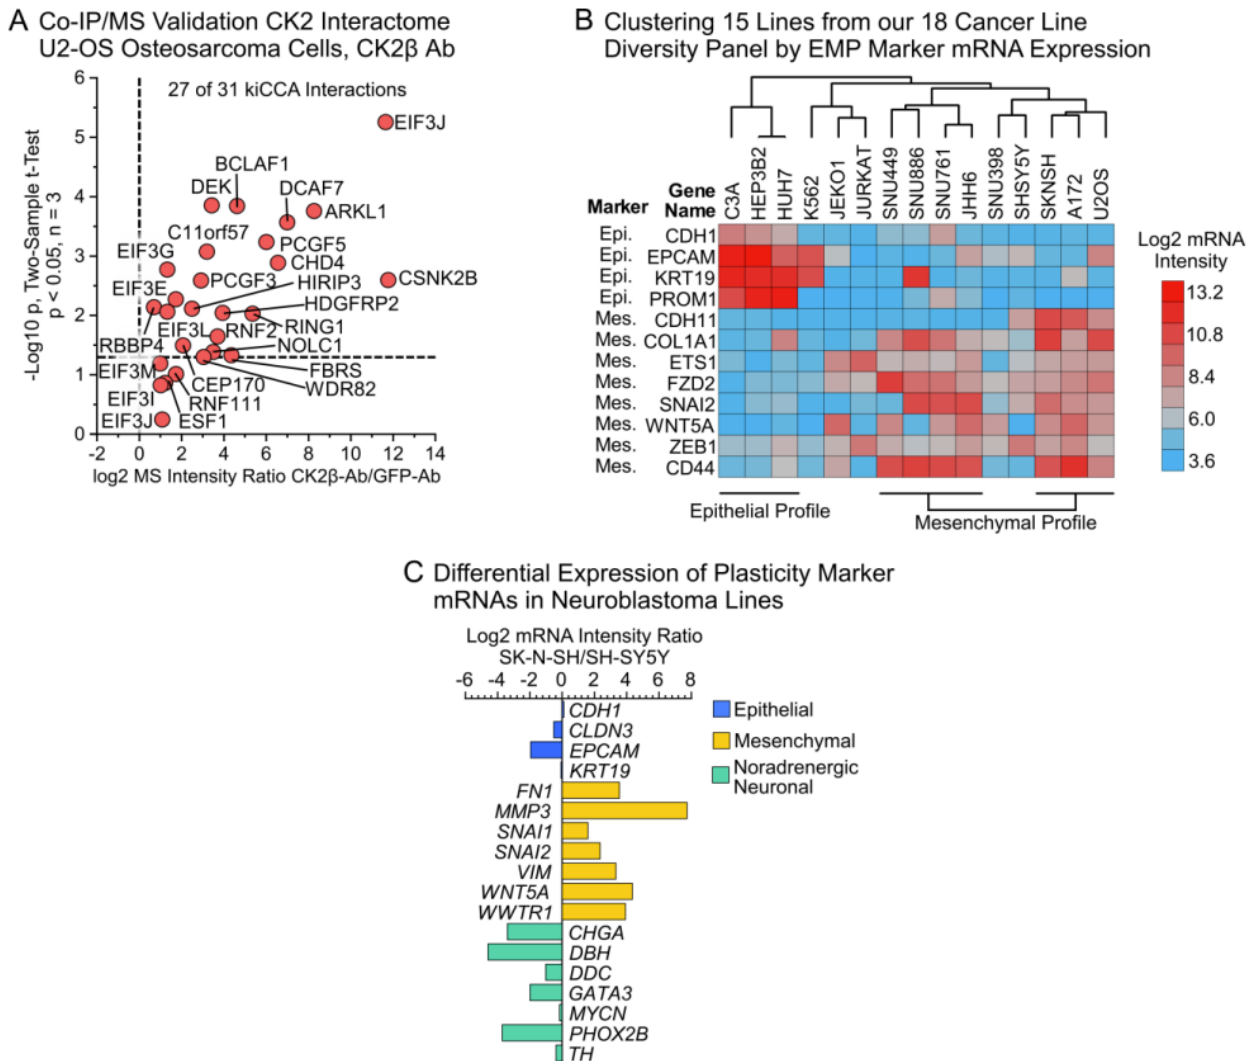 A Co-IP/MS Validation CK2 Interactome
U2-OS Osteosarcoma Cells, CK2β Ab
27 of 31 kiCCA Interactions
-Log10 p, Two-Sample t-Test
p < 0.05, n = 3
6
5
4
3
2
1
0
EIF3J
BCLAF1
DEK
DCAF7
ARKL1
C11orf57
PCGF5
EIF3G
CHD4
PCGF3
CSNK2B
EIF3E
HIRIP3
HDGFRP2
EIF3L
RNF2
RING1
RBBP4
NOLC1
EIF3M
FBRS
CEP170
WDR82
EIF3I
RNF111
EIF3J
ESF1
-2 0 2 4 6 8 10 12 14
log2 MS Intensity Ratio CK2β-Ab/GFP-Ab
B Clustering 15 Lines from our 18 Cancer Line
Diversity Panel by EMP Marker mRNA Expression
Marker
Gene
Name
C3A
HEP3B2
HUH7
K562
JEKO1
JURKAT
SNU449
SNU886
SNU761
JHH6
SNU398
SHSY5Y
SKNSH
A172
U2OS
Epi. CDH1
Epi. EPCAM
Epi. KRT19
Epi. PROM1
Mes. CDH11
Mes. COL1A1
Mes. ETS1
Mes. FZD2
Mes. SNAI2
Mes. WNT5A
Mes. ZEB1
Mes. CD44
Epithelial Profile
Mesenchymal Profile
Log2 mRNA
Intensity
13.2
10.8
8.4
6.0
3.6
C Differential Expression of Plasticity Marker
mRNAs in Neuroblastoma Lines
Log2 mRNA Intensity Ratio
SK-N-SH/SH-SY5Y
-6 -4 -2 0 2 4 6 8
CDH1
CLDN3
EPCAM
KRT19
FN1
MMP3
SNAI1
SNAI2
VIM
WNT5A
WWTR1
CHGA
DBH
DDC
GATA3
MYCN
PHOX2B
TH
Epithelial
Mesenchymal
Noradrenergic
Neuronal